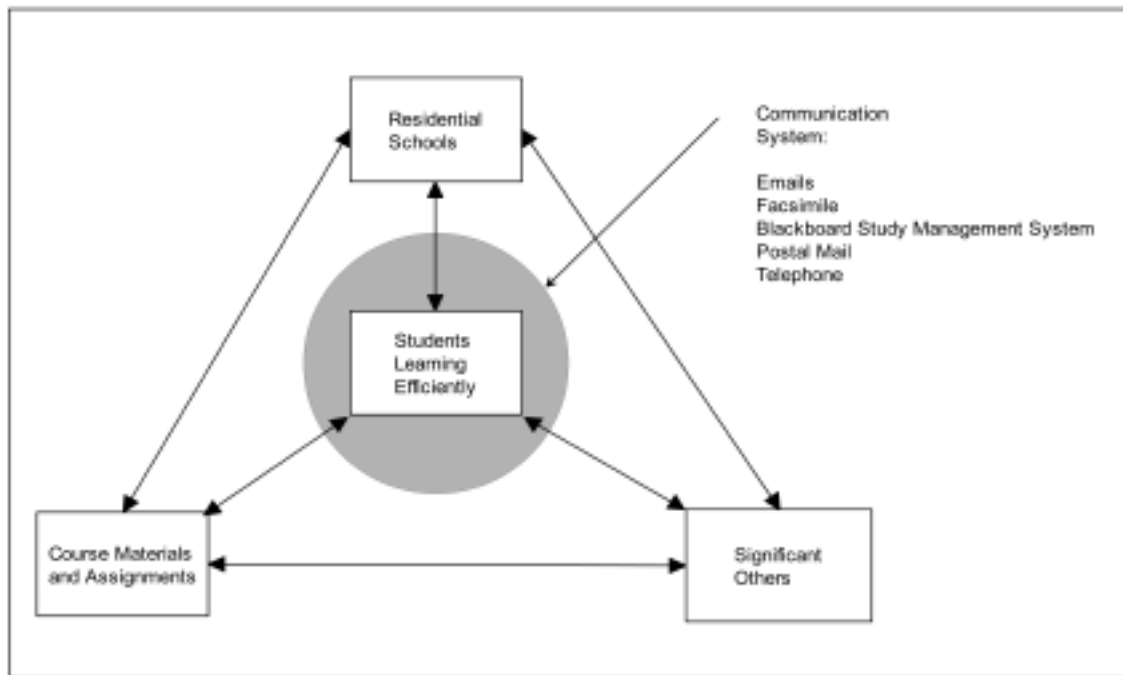 Residential
Schools
Communication
System:
Emails
Facsimile
Blackboard Study Management System
Postal Mail
Telephone
Students
Learning
Efficiently
Course Materials
and Assignments
Significant
Others